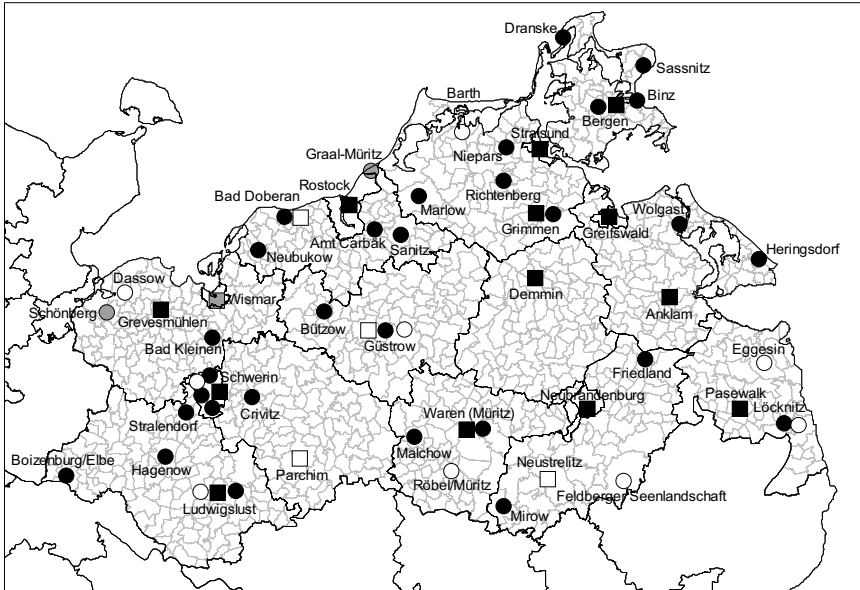 Dranske
Sassnitz
Barth
Binz
Bergen
Stralsund
Graal-Müritz
Niepars
Rostock
Richtenberg
Bad Doberan
Marlow
Wolgast
Grimmen
Greifswald
Amt Carbäk
Sanitz
Neubukow
Heringsdorf
Dassow
Demmin
Wismar
Schönberg
Grevesmühlen
Anklam
Bützow
Güstrow
Bad Kleinen
Eggesin
Friedland
Schwerin
Neubrandenburg
Pasewalk
Crivitz
Löcknitz
Waren (Müritz)
Stralendorf
Malchow
Boizenburg/Elbe
Hagenow
Parchim
Neustrelitz
Röbel/Müritz
Feldberger Seenlandschaft
Ludwigslust
Mirow